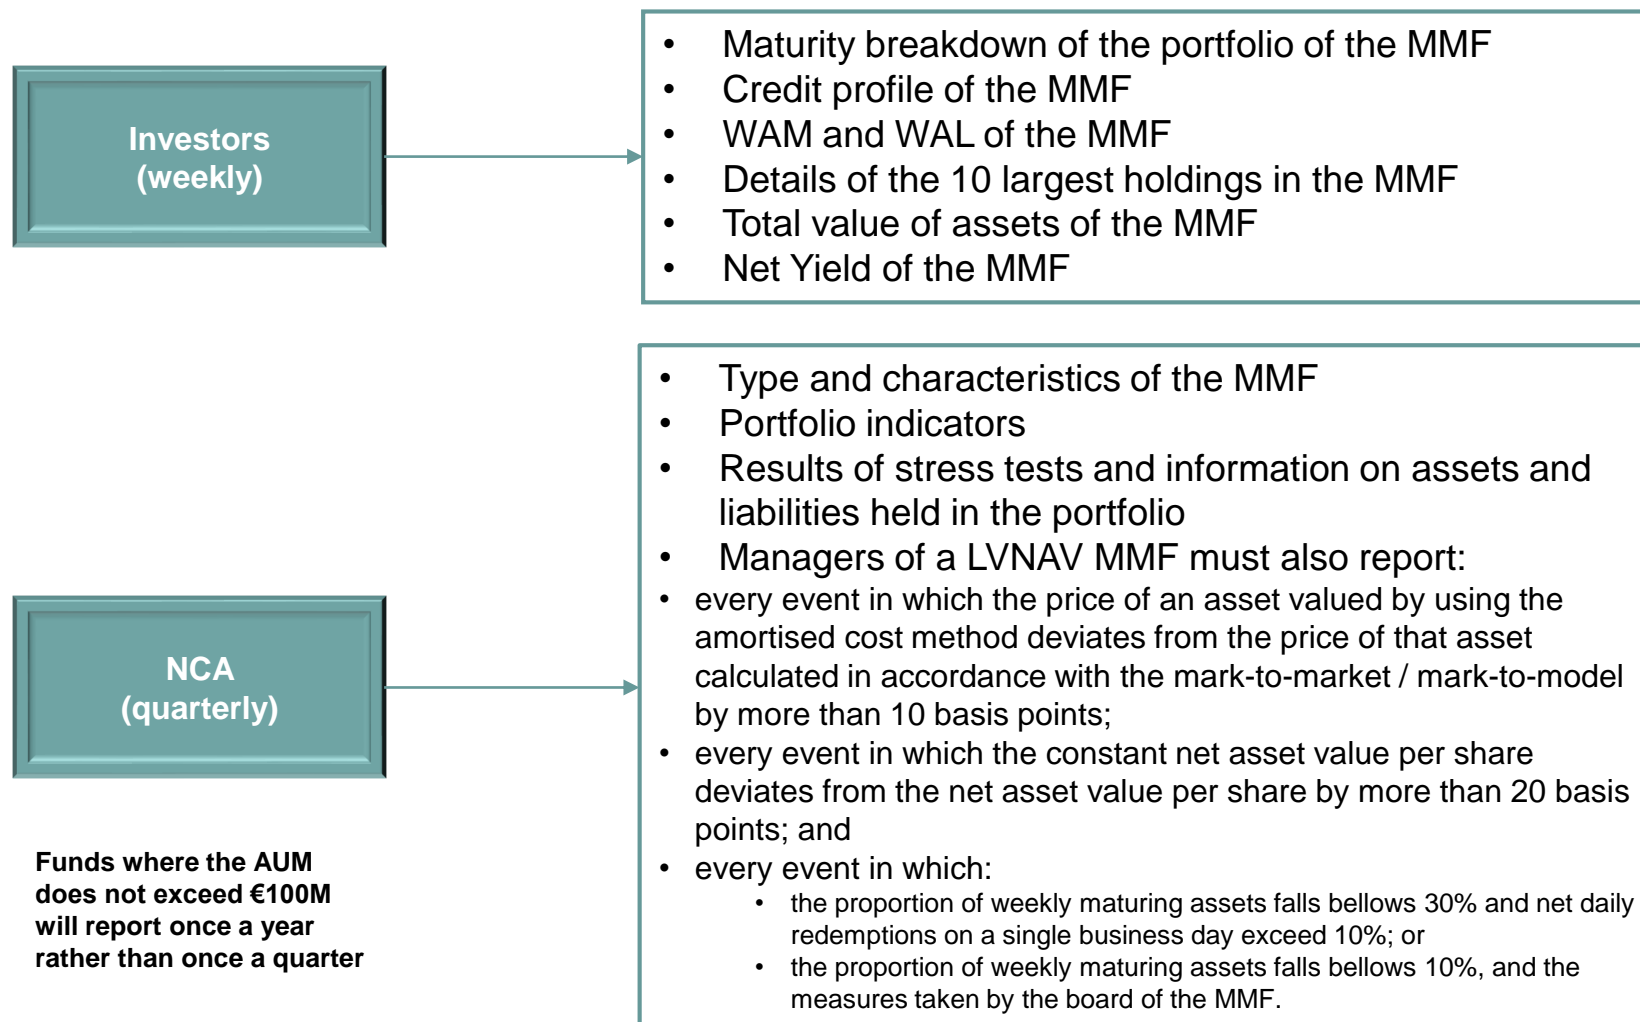 Investors
(weekly)
• Maturity breakdown of the portfolio of the MMF
• Credit profile of the MMF
• WAM and WAL of the MMF
• Details of the 10 largest holdings in the MMF
• Total value of assets of the MMF
• Net Yield of the MMF
NCA
(quarterly)
Funds where the AUM
does not exceed €100M
will report once a year
rather than once a quarter
• Type and characteristics of the MMF
• Portfolio indicators
• Results of stress tests and information on assets and
liabilities held in the portfolio
• Managers of a LVNAV MMF must also report:
• every event in which the price of an asset valued by using the
amortised cost method deviates from the price of that asset
calculated in accordance with the mark-to-market / mark-to-model
by more than 10 basis points;
• every event in which the constant net asset value per share
deviates from the net asset value per share by more than 20 basis
points; and
• every event in which:
• the proportion of weekly maturing assets falls bellows 30% and net daily
redemptions on a single business day exceed 10%; or
• the proportion of weekly maturing assets falls bellows 10%, and the
measures taken by the board of the MMF.